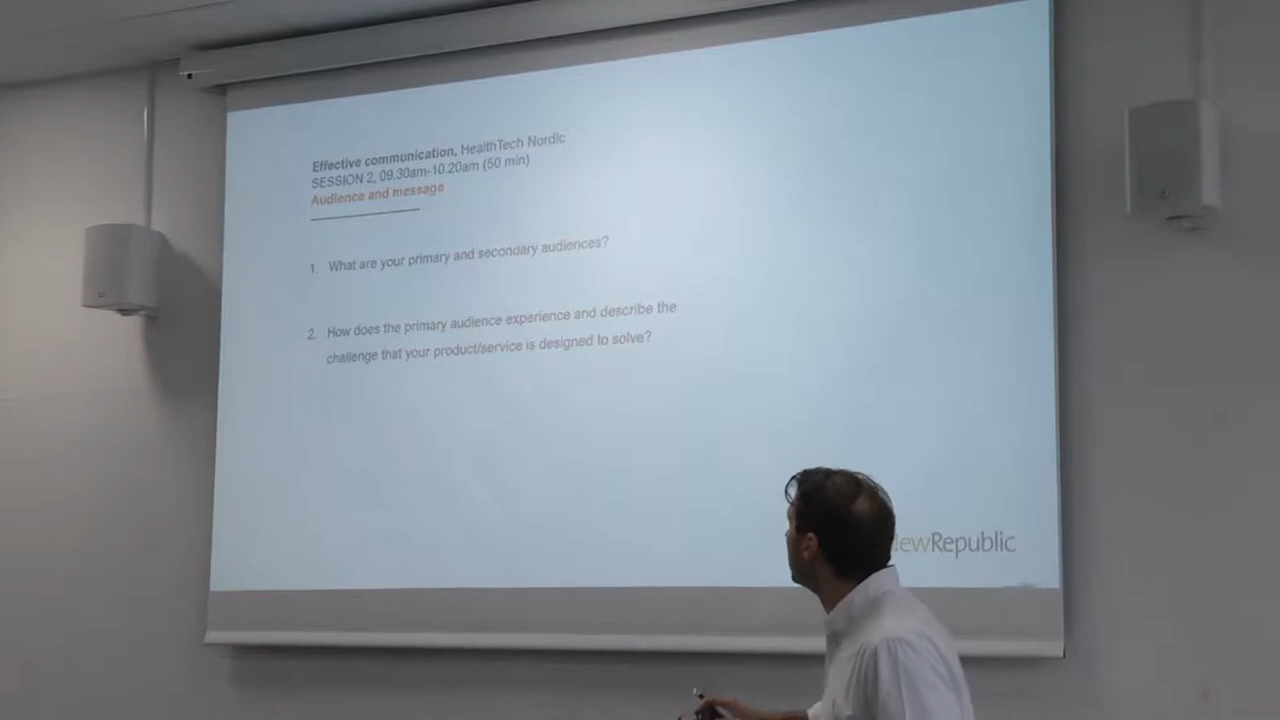 Effective communication, HealthTech Nordic
SESSION 2, 09.30am-10.20am (50 min)
Audience and message
1. What are your primary and secondary audiences?
2. How does the primary audience experience and describe the
challenge that your product/service is designed to solve?
ewRepublic